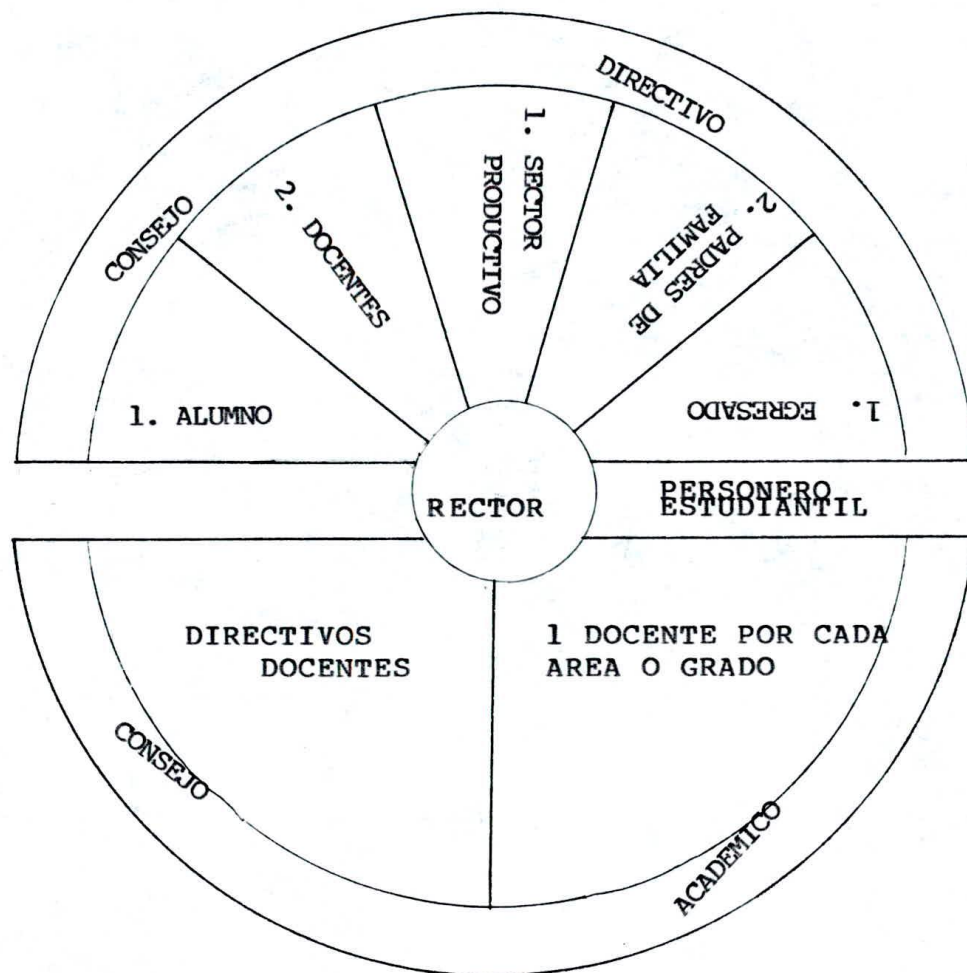 CONSEJO
DIRECTIVO
1. ALUMNO
2. DOCENTES
1. SECTOR
PRODUCTIVO
2. PADRES DE
FAMILIA
1. EGRESADO
RECTOR
PERSONERO
ESTUDIANTIL
DIRECTIVOS
DOCENTES
1 DOCENTE POR CADA
AREA O GRADO
CONSEJO
ACADEMICO